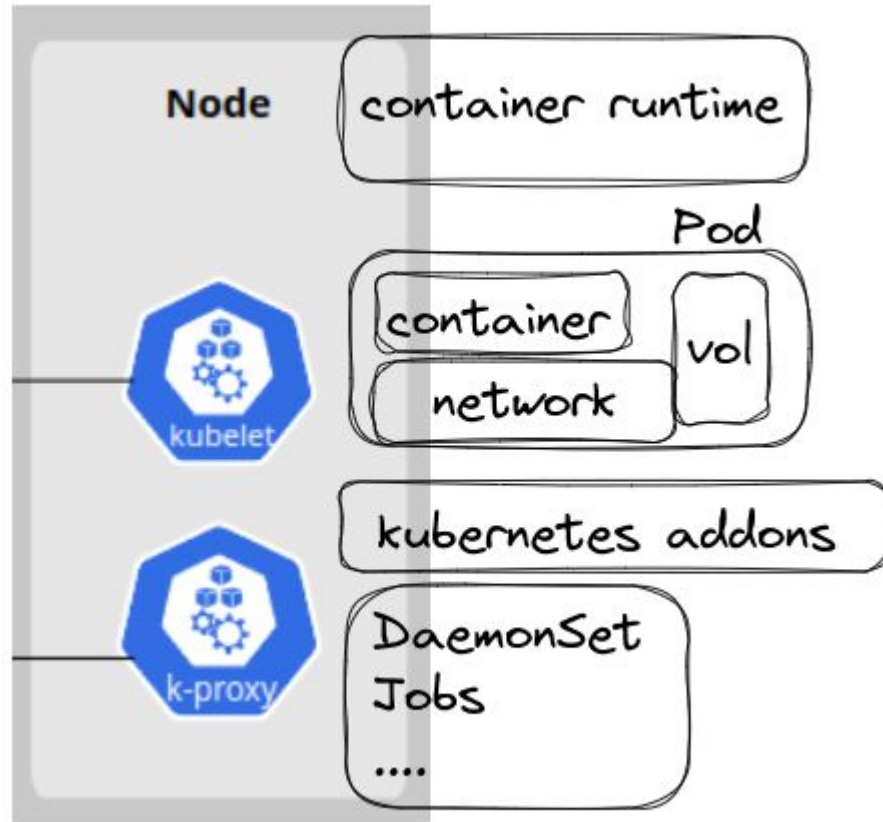 Node
container runtime
Pod
container
vol
network
kubelet
kubernetes addons
DaemonSet
Jobs
....
k-proxy